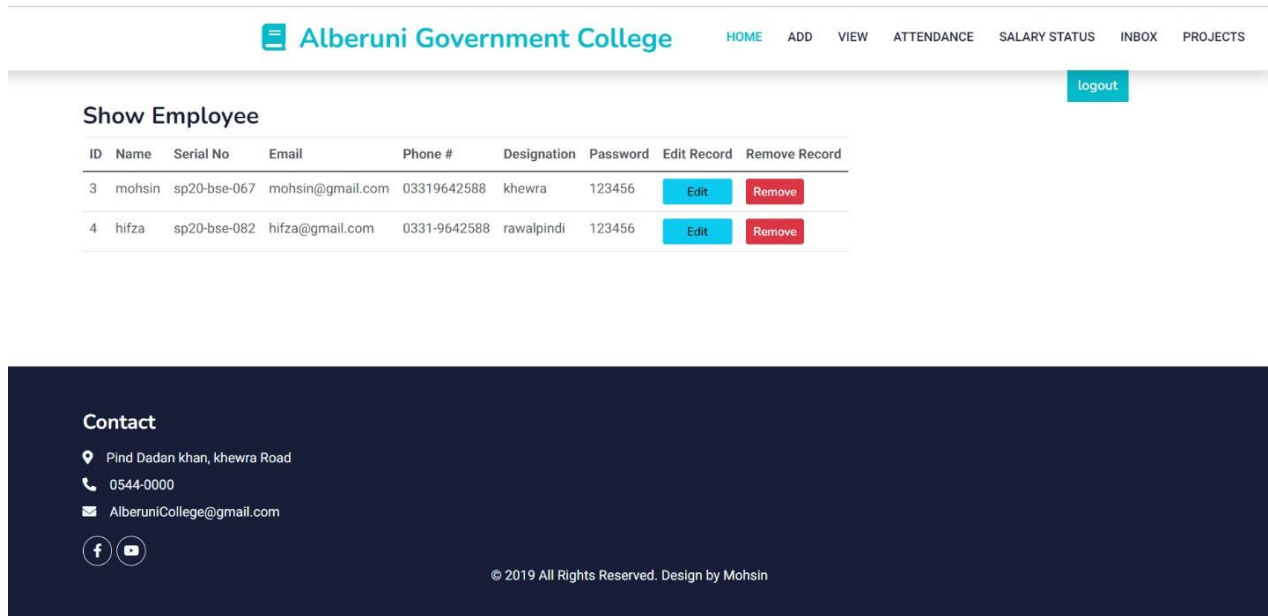 Alberuni Government College HOME ADD VIEW ATTENDANCE SALARY STATUS INBOX PROJECTS
logout
Show Employee
ID Name Serial No Email Phone # Designation Password Edit Record Remove Record
3 mohsin sp20-bse-067 mohsin@gmail.com 03319642588 khewra 123456 Edit Remove
4 hifza sp20-bse-082 hifza@gmail.com 0331-9642588 rawalpindi 123456 Edit Remove
Contact
Pind Dadan khan, khewra Road
0544-0000
AlberuniCollege@gmail.com
© 2019 All Rights Reserved. Design by Mohsin